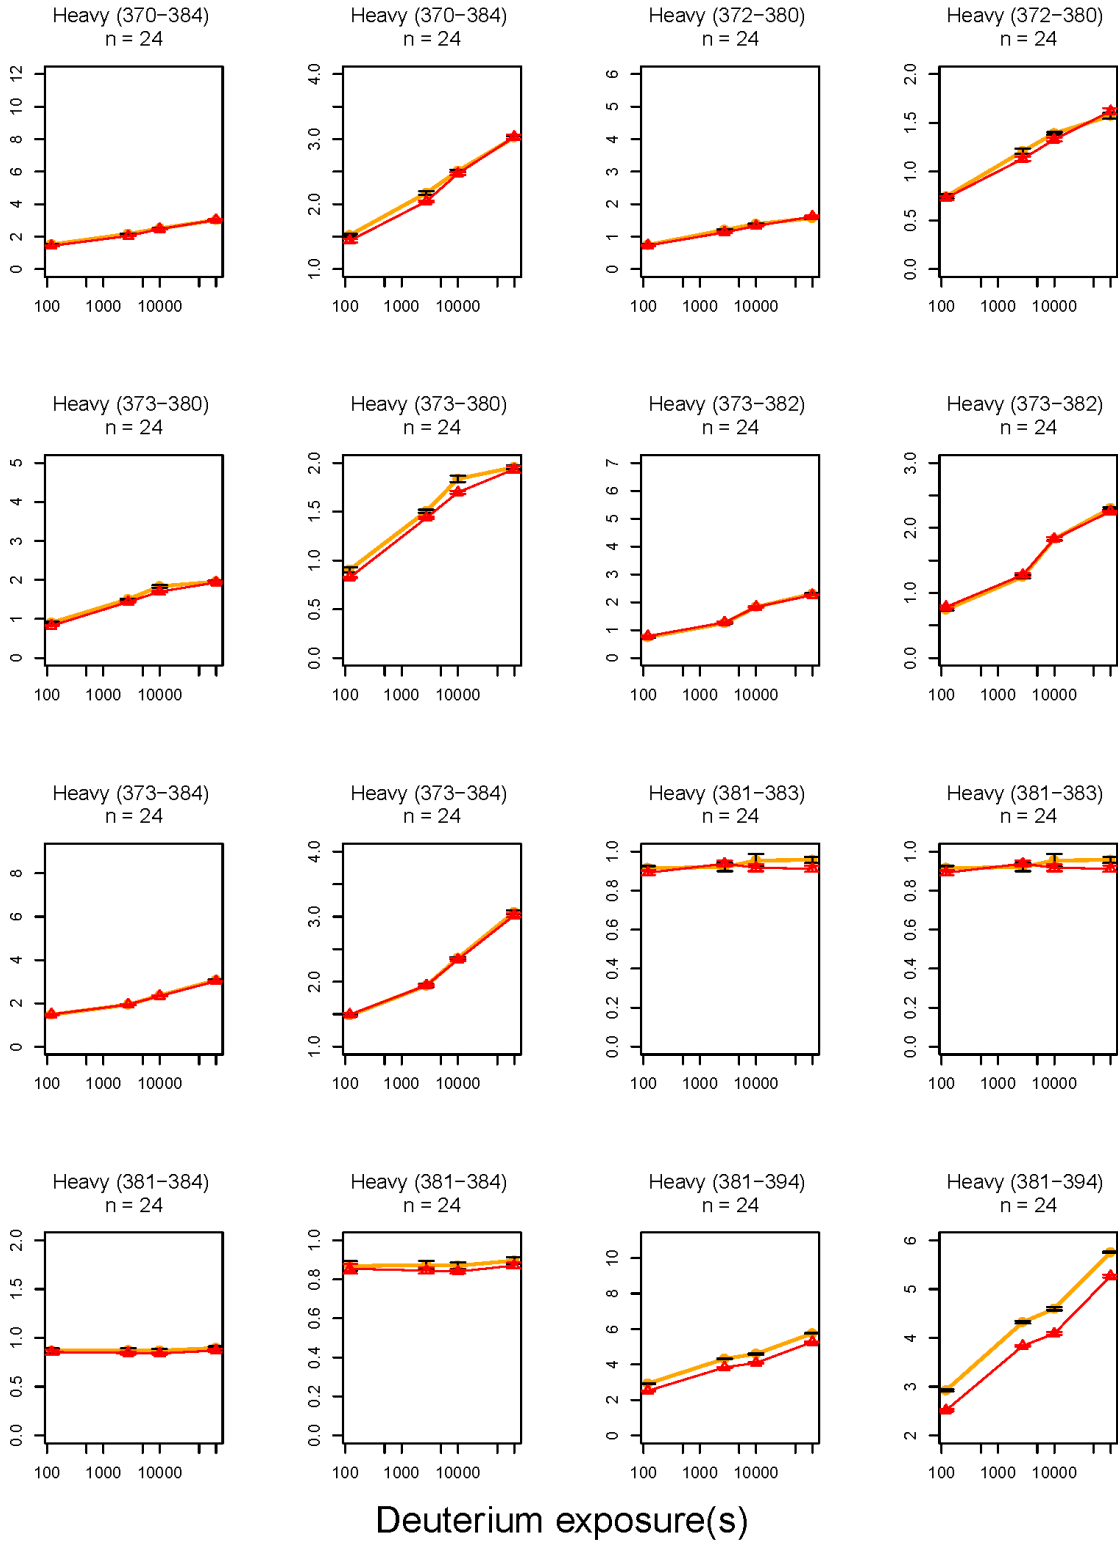 Heavy (370−384) Heavy (370−384) Heavy (372−380) Heavy (372−380)
n = 24 n = 24 n = 24 n = 24
12 10 8 6 4 2 0
4.0 3.0 2.0 1.0
6 5 4 3 2 1 0
2.0 1.5 1.0 0.5 0.0
100 1000 10000 100 1000 10000 100 1000 10000 100 1000 10000
Heavy (373−380) Heavy (373−380) Heavy (373−382) Heavy (373−382)
n = 24 n = 24 n = 24 n = 24
5 4 3 2 1 0
2.0 1.5 1.0 0.5 0.0
7 6 5 4 3 2 1 0
3.0 2.0 1.0 0.0
100 1000 10000 100 1000 10000 100 1000 10000 100 1000 10000
Heavy (373−384) Heavy (373−384) Heavy (381−383) Heavy (381−383)
n = 24 n = 24 n = 24 n = 24
8 6 4 2 0
4.0 3.0 2.0 1.0
1.0 0.8 0.6 0.4 0.2 0.0
1.0 0.8 0.6 0.4 0.2 0.0
100 1000 10000 100 1000 10000 100 1000 10000 100 1000 10000
Heavy (381−384) Heavy (381−384) Heavy (381−394) Heavy (381−394)
n = 24 n = 24 n = 24 n = 24
2.0 1.5 1.0 0.5 0.0
1.0 0.8 0.6 0.4 0.2 0.0
10 8 6 4 2 0
6 5 4 3 2
100 1000 10000 100 1000 10000 100 1000 10000 100 1000 10000
Deuterium exposure(s)